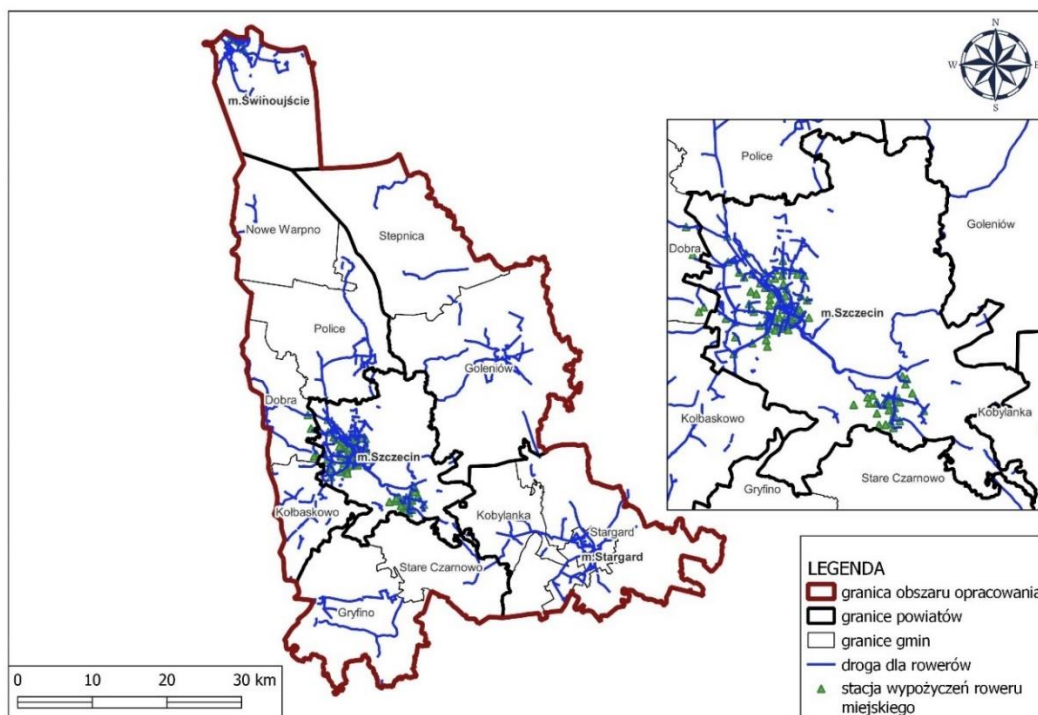 N
W
E
S
m.Świnoujście
Nowe Warpno
Stepnica
Police
Goleniów
Dobra
m.Szczecin
Kołbaskowo
Kobylanka
Stargard
m.Stargard
Stare Czarnowo
Gryfino
Police
Goleniów
Dobra
m.Szczecin
Kołbaskowo
Kobylanka
Stare Czarnowo
Gryfino
LEGENDA
granica obszaru opracowania
granice powiatów
granice gmin
droga dla rowerów
stacja wypożyczeń roweru
miejskiego
0 10 20 30 km